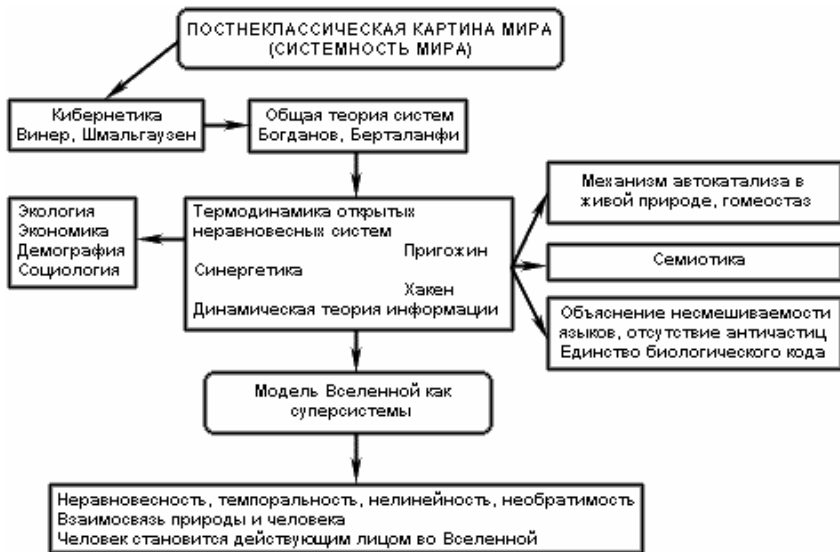 ПОСТНЕКЛАССИЧЕСКАЯ КАРТИНА МИРА
(СИСТЕМНОСТЬ МИРА)
Кибернетика
Винер, Шмальгаузен
Общая теория систем
Богданов, Берталанфи
Экология
Экономика
Демография
Социология
Термодинамика открытых
неравновесных систем
Пригожин
Синергетика
Хакен
Динамическая теория информации
Механизм автокатализа в
живой природе, гомеостаз
Семиотика
Объяснение несмешиваемости
языков, отсутствие античастиц
Единство биологического кода
Модель Вселенной как
суперсистемы
Неравновесность, темпоральность, нелинейность, необратимость
Взаимосвязь природы и человека
Человек становится действующим лицом во Вселенной